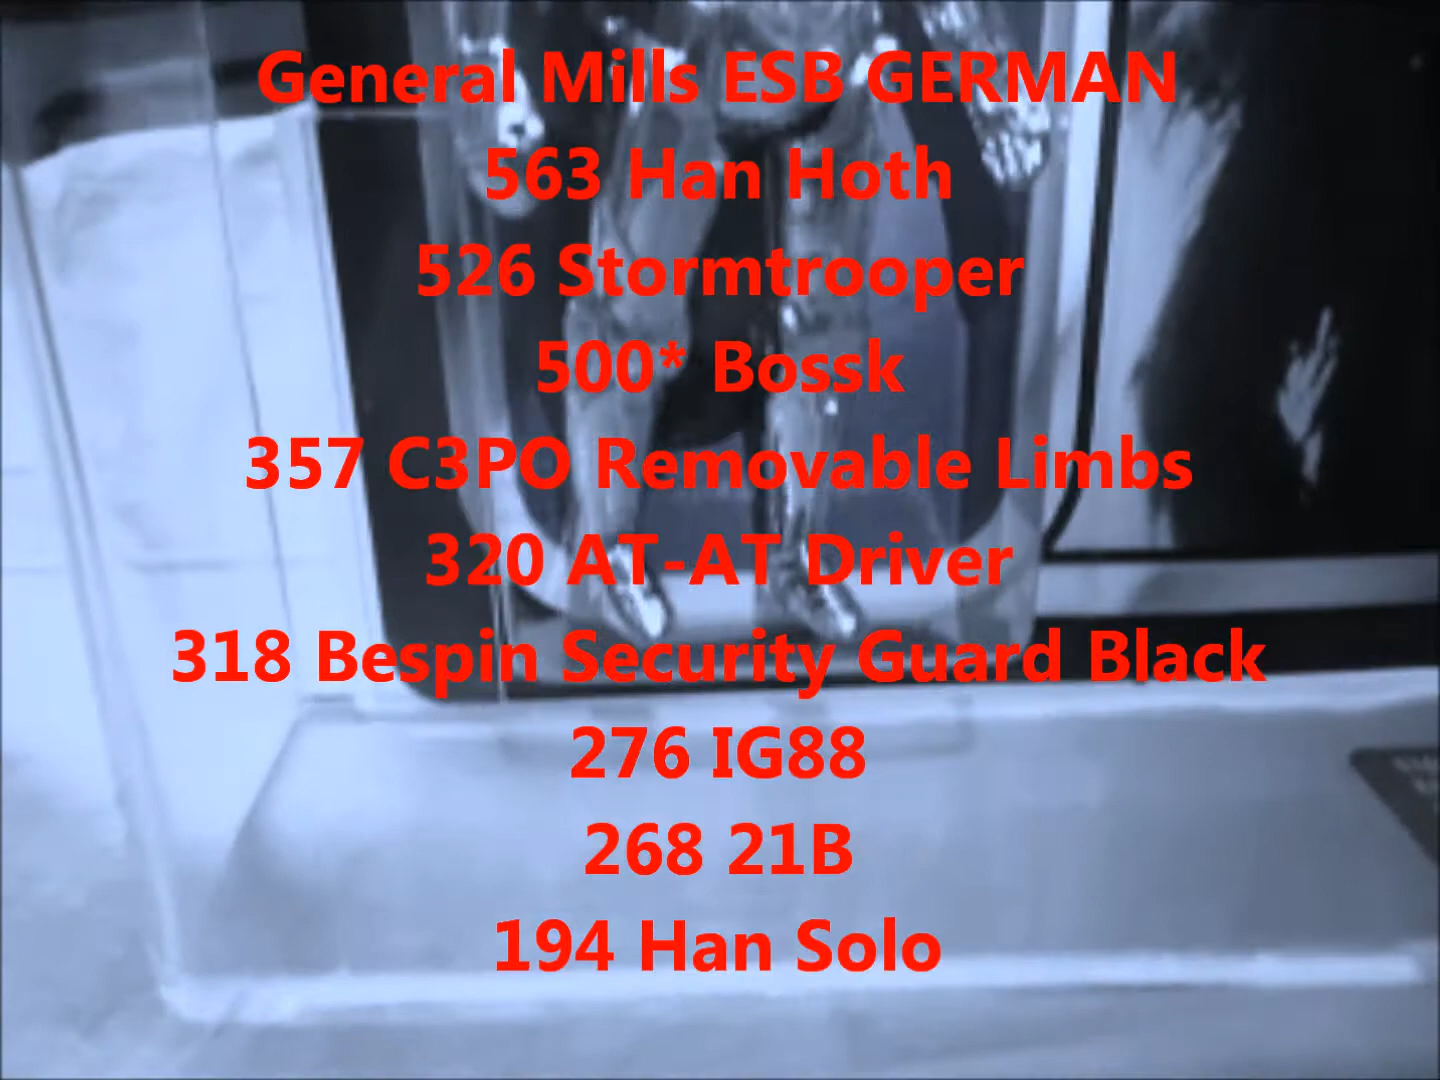 General Mills ESB GERMAN
563 Han Hoth
526 Stormtrooper
500* Bossk
357 C3PO Removable Limbs
320 AT-AT Driver
318 Bespin Security Guard Black
276 IG88
268 21B
194 Han Solo